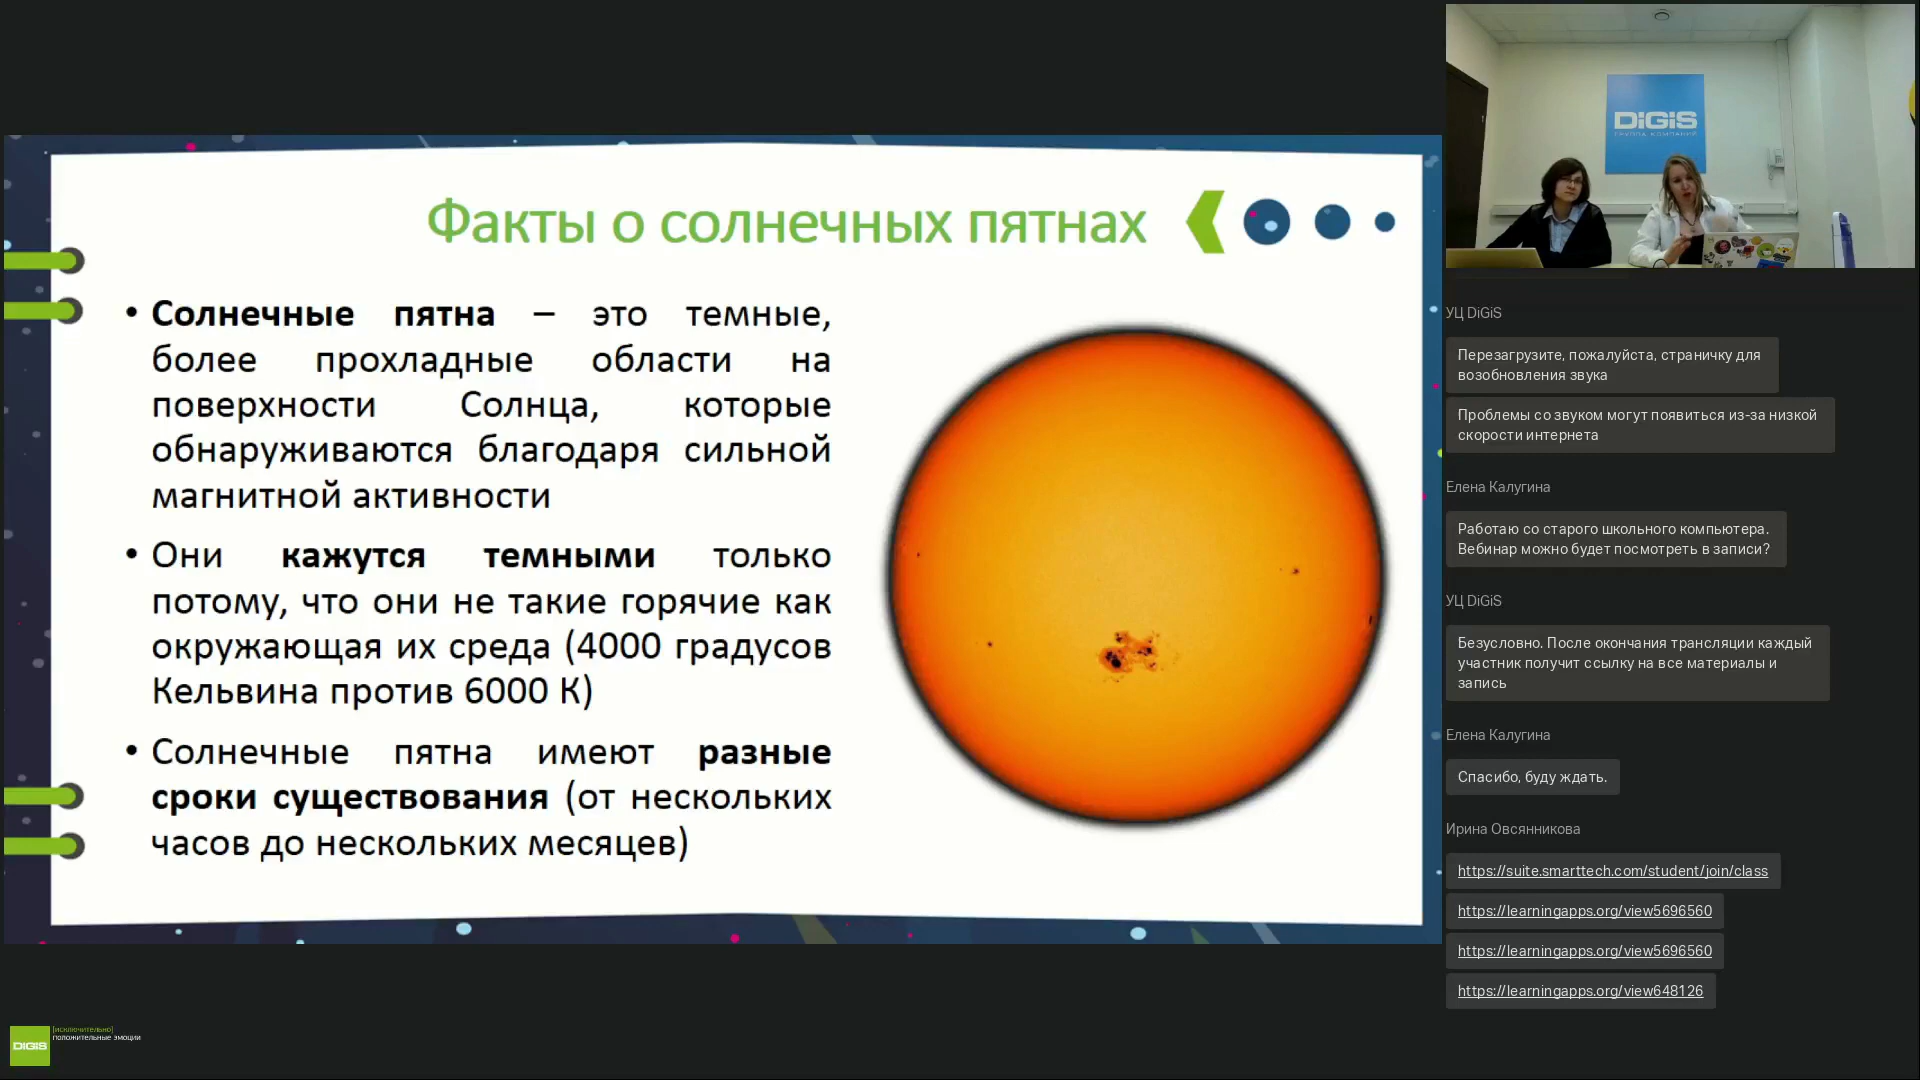 Факты о солнечных пятнах
• Солнечные пятна – это темные,
более прохладные области на
поверхности Солнца, которые
обнаруживаются благодаря сильной
магнитной активности
• Они кажутся темными только
потому, что они не такие горячие как
окружающая их среда (4000 градусов
Кельвина против 6000 К)
• Солнечные пятна имеют разные
сроки существования (от нескольких
часов до нескольких месяцев)
DiGiS
ГРУППА КОМПАНИЙ
УЦ DiGiS
Перезагрузите, пожалуйста, страничку для
возобновления звука
Проблемы со звуком могут появиться из-за низкой
скорости интернета
Елена Калугина
Работаю со старого школьного компьютера.
Вебинар можно будет посмотреть в записи?
УЦ DiGiS
Безусловно. После окончания трансляции каждый
участник получит ссылку на все материалы и
запись
Елена Калугина
Спасибо, буду ждать.
Ирина Овсянникова
https://suite.smarttech.com/student/join/class
https://learningapps.org/view5696560
https://learningapps.org/view5696560
https://learningapps.org/view648126
DiGiS
[исключительно]
положительные эмоции